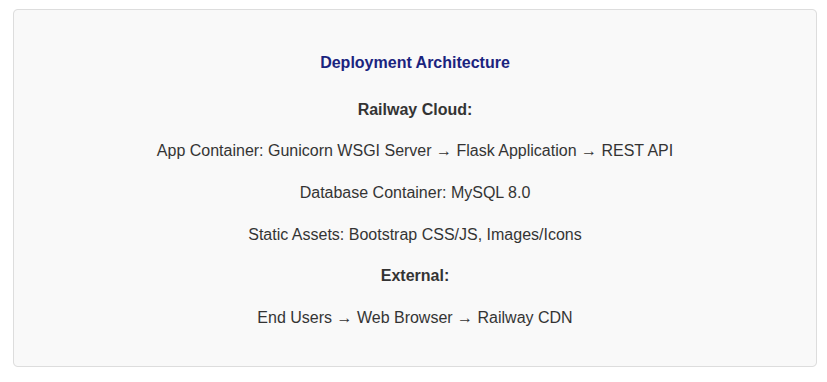 Deployment Architecture
Railway Cloud:
App Container: Gunicorn WSGI Server → Flask Application → REST API
Database Container: MySQL 8.0
Static Assets: Bootstrap CSS/JS, Images/Icons
External:
End Users → Web Browser → Railway CDN